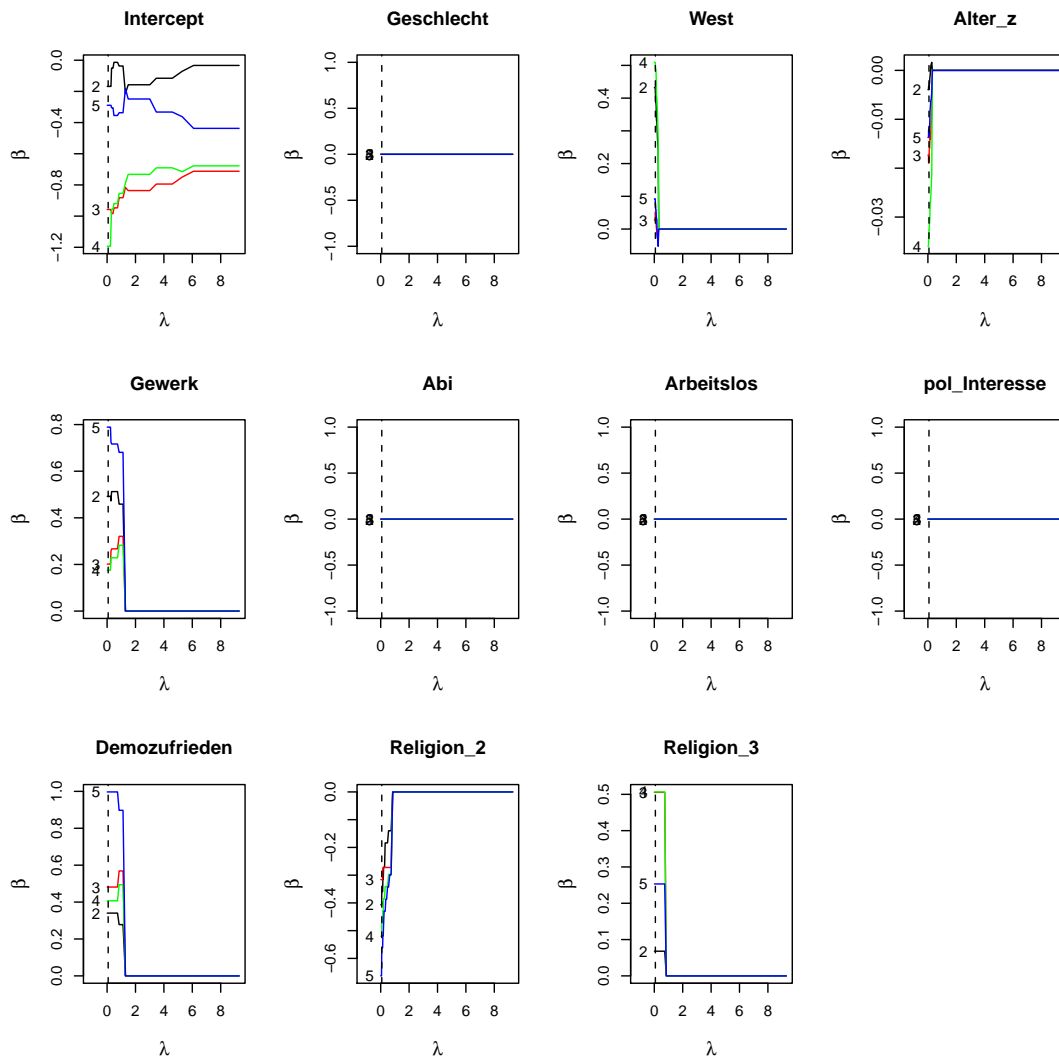 Intercept
Geschlecht
West
Alter_z
β
0.0
−0.4
−0.8
−1.2
2
5
3
4
0 2 4 6 8
λ
β
1.0
0.5
0.0
−0.5
−1.0
0 2 4 6 8
λ
β
0.4
0.2
0.0
4
2
5
3
0 2 4 6 8
λ
β
0.00
−0.01
−0.03
2
5
3
4
0 2 4 6 8
λ
Gewerk
Abi
Arbeitslos
pol_Interesse
β
0.8
0.6
0.4
0.2
0.0
5
2
3
4
0 2 4 6 8
λ
β
1.0
0.5
0.0
−0.5
−1.0
0 2 4 6 8
λ
β
1.0
0.5
0.0
−0.5
−1.0
0 2 4 6 8
λ
β
1.0
0.5
0.0
−0.5
−1.0
0 2 4 6 8
λ
Demozufrieden
Religion_2
Religion_3
β
1.0
0.8
0.6
0.4
0.2
0.0
5
3
4
2
0 2 4 6 8
λ
β
0.0
−0.2
−0.4
−0.6
3
2
4
5
0 2 4 6 8
λ
β
0.5
0.4
0.3
0.2
0.1
0.0
5
2
0 2 4 6 8
λ